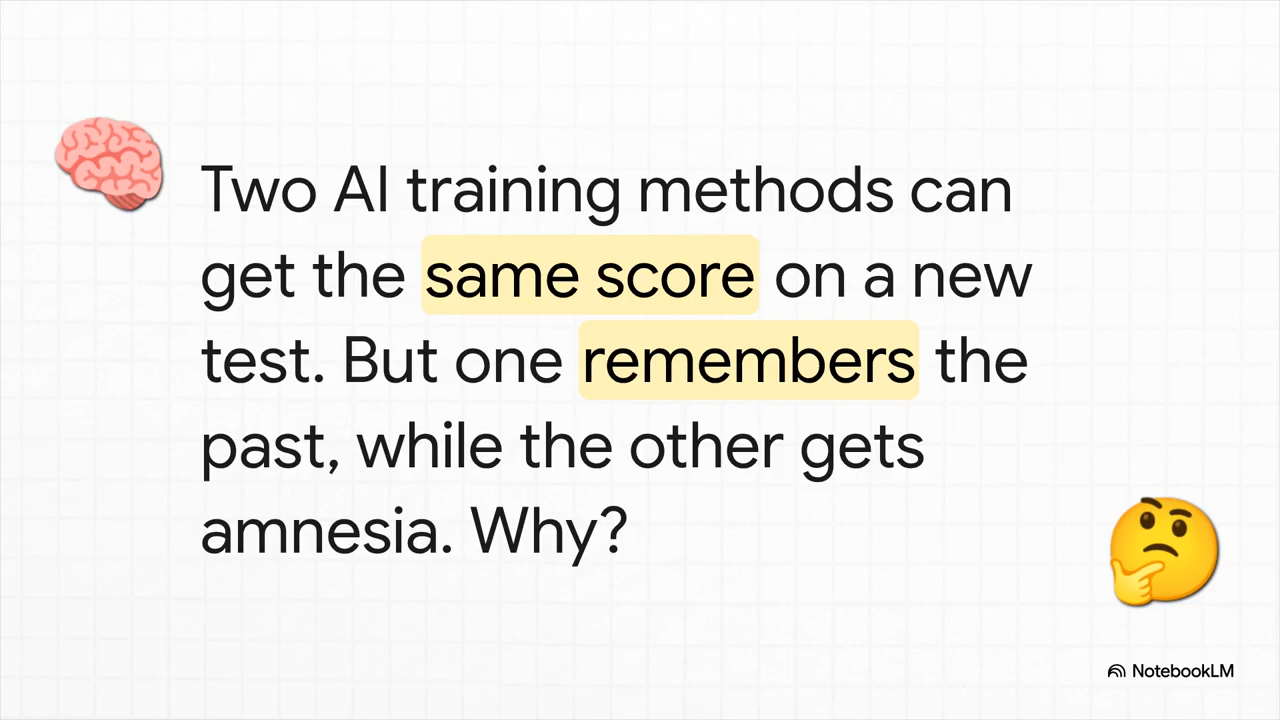 Two AI training methods can
get the same score on a new
test. But one remembers the
past, while the other gets
amnesia. Why?
NotebookLM